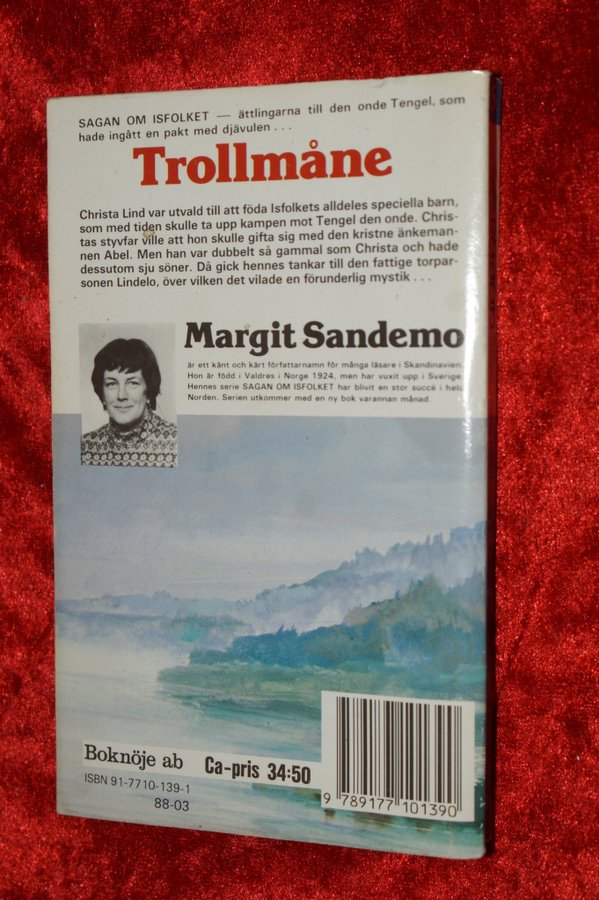 SAGAN OM ISFOLKET — ättlingarna till den onde Tengel, som
hade ingått en pakt med djävulen . . .
Trollmåne
Christa Lind var utvald till att föda Isfolkets alldeles speciella barn,
som med tiden skulle ta upp kampen mot Tengel den onde. Chris-
tas styvfar ville att hon skulle gifta sig med den kristne änkeman-
nen Abel. Men han var dubbelt så gammal som Christa och hade
dessutom sju söner. Då gick hennes tankar till den fattige torpar-
sonen Lindelo, över vilken det vilade en förunderlig mystik . . .
Margit Sandemo
är ett känt och kärt författarnamn för många läsare i Skandinavien.
Hon är född i Valdres i Norge 1924, men har vuxit upp i Sverige.
Hennes serie SAGAN OM ISFOLKET har blivit en stor succé i hela
Norden. Serien utkommer med en ny bok varannan månad.
Boknöje ab
Ca-pris 34:50
ISBN 91-7710-139-1
88-03
9 789177 101390